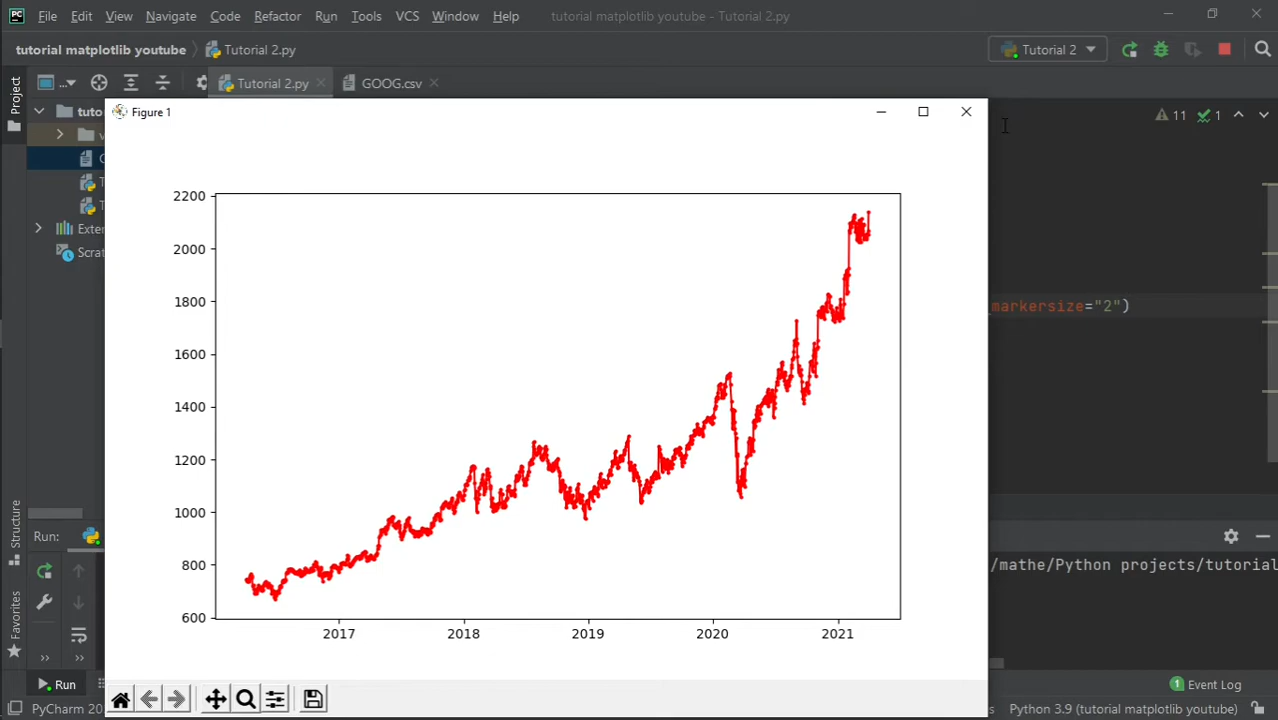 PC File Edit View Navigate Code Refactor Run Tools VCS Window Help tutorial matplotlib youtube - Tutorial 2.py
tutorial matplotlib youtube Tutorial 2.py Tutorial 2
... Tutorial 2.py GOOG.csv
Project
tuto
11 1
Figure 1
Exter
Scrat
2200
2000
1800
1600
1400
1200
1000
800
600
2017 2018 2019 2020 2021
markersize="2")
Structure
Favorites
Run:
/mathe/Python projects/tutorial
Run
1 Event Log
PyCharm 20
Python 3.9 (tutorial matplotlib youtube)